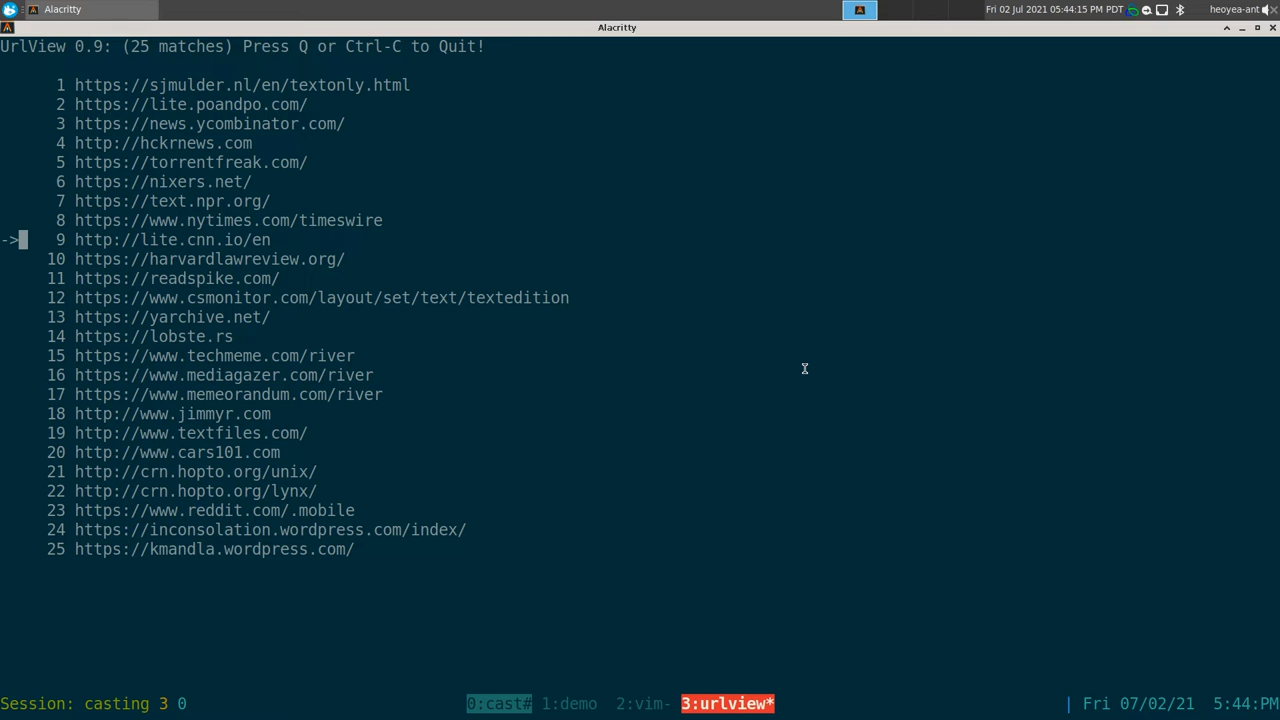 Alacritty
Fri 02 Jul 2021 05:44:15 PM PDT
heoyea-ant
Alacritty
UrlView 0.9: (25 matches) Press Q or Ctrl-C to Quit!
1 https://sjmulder.nl/en/textonly.html
2 https://lite.poandpo.com/
3 https://news.ycombinator.com/
4 http://hckrnews.com
5 https://torrentfreak.com/
6 https://nixers.net/
7 https://text.npr.org/
8 https://www.nytimes.com/timeswire
-> 9 http://lite.cnn.io/en
10 https://harvardlawreview.org/
11 https://readspike.com/
12 https://www.csmonitor.com/layout/set/text/textedition
13 https://yarchive.net/
14 https://lobste.rs
15 https://www.techmeme.com/river
16 https://www.mediagazer.com/river
17 https://www.memeorandum.com/river
18 http://www.jimmyr.com
19 http://www.textfiles.com/
20 http://www.cars101.com
21 http://crn.hopto.org/unix/
22 http://crn.hopto.org/lynx/
23 https://www.reddit.com/.mobile
24 https://inconsolation.wordpress.com/index/
25 https://kmandla.wordpress.com/
Session: casting 3 0 0:cast# 1:demo 2:vim- 3:urlview* | Fri 07/02/21 5:44:PM